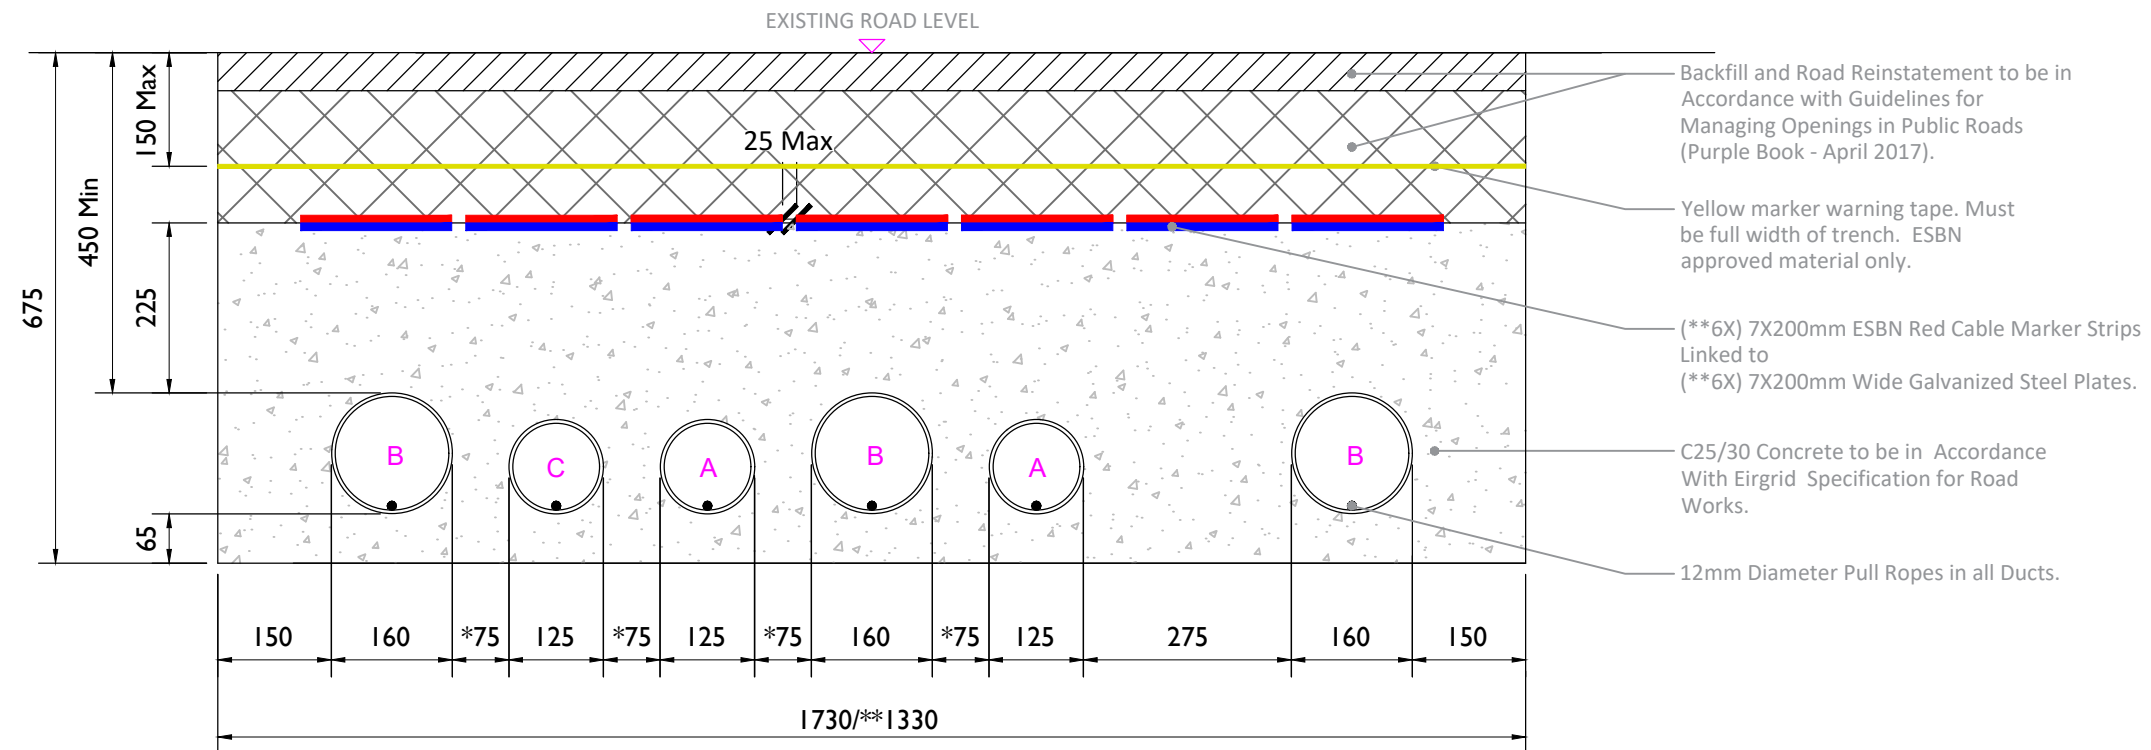 EXISTING ROAD LEVEL
150 Max
450 Min
675
225
65
25 Max
Backfill and Road Reinstatement to be in
Accordance with Guidelines for
Managing Openings in Public Roads
(Purple Book - April 2017).
Yellow marker warning tape. Must
be full width of trench. ESBN
approved material only.
(**6X) 7X200mm ESBN Red Cable Marker Strips
Linked to
(**6X) 7X200mm Wide Galvanized Steel Plates.
C25/30 Concrete to be in Accordance
With Eirgrid Specification for Road
Works.
12mm Diameter Pull Ropes in all Ducts.
B C A B A B
150 160 *75 125 *75 125 *75 160 *75 125 275 160 150
1730/**1330